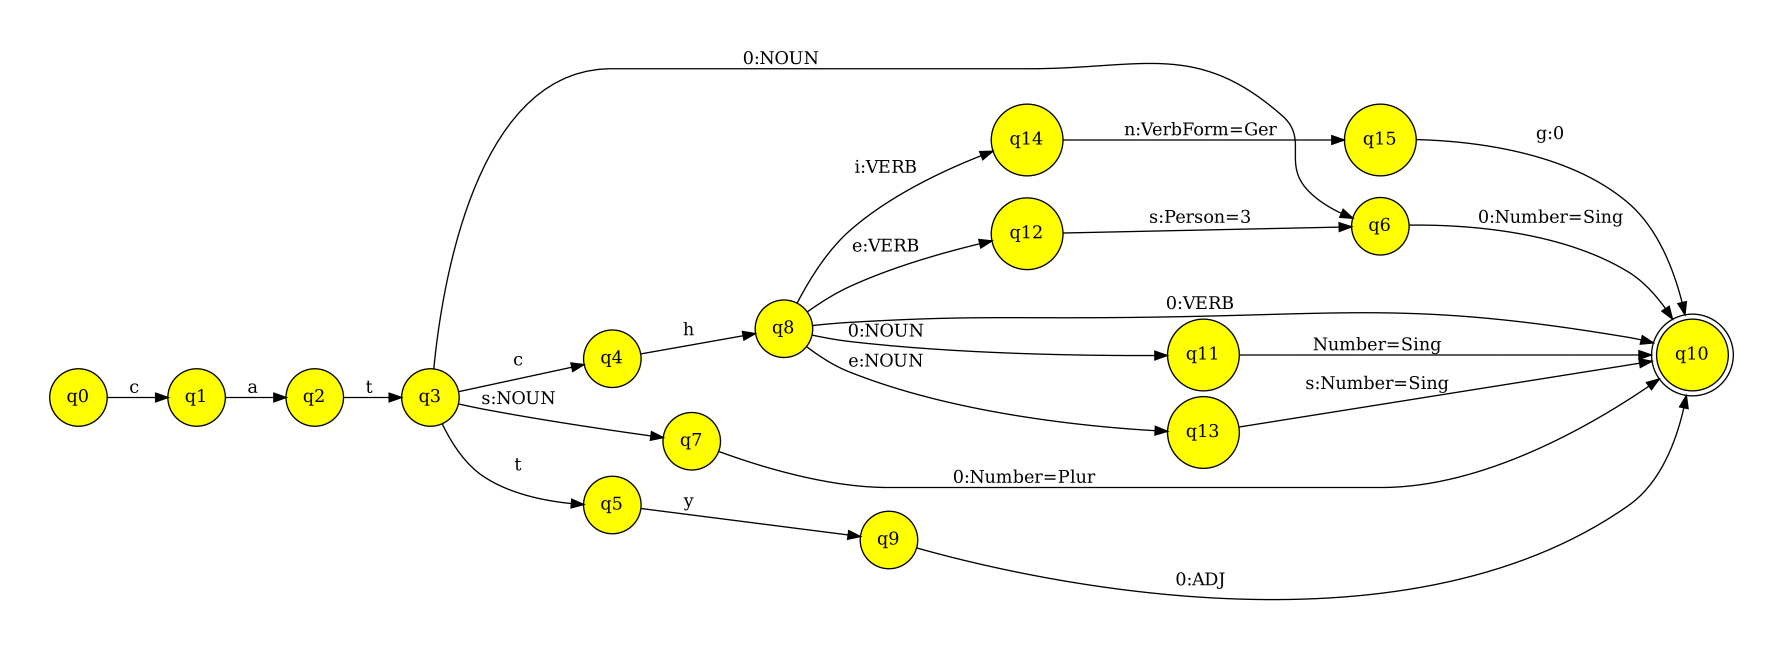 0:NOUN
q14
n:VerbForm=Ger
q15
g:0
i:VERB
q12
s:Person=3
q6
0:Number=Sing
e:VERB
0:VERB
q8
0:NOUN
q11
Number=Sing
q10
h
c
q4
e:NOUN
s:Number=Sing
q13
q0
c
q1
a
q2
t
q3
s:NOUN
q7
0:Number=Plur
t
q5
y
q9
0:ADJ